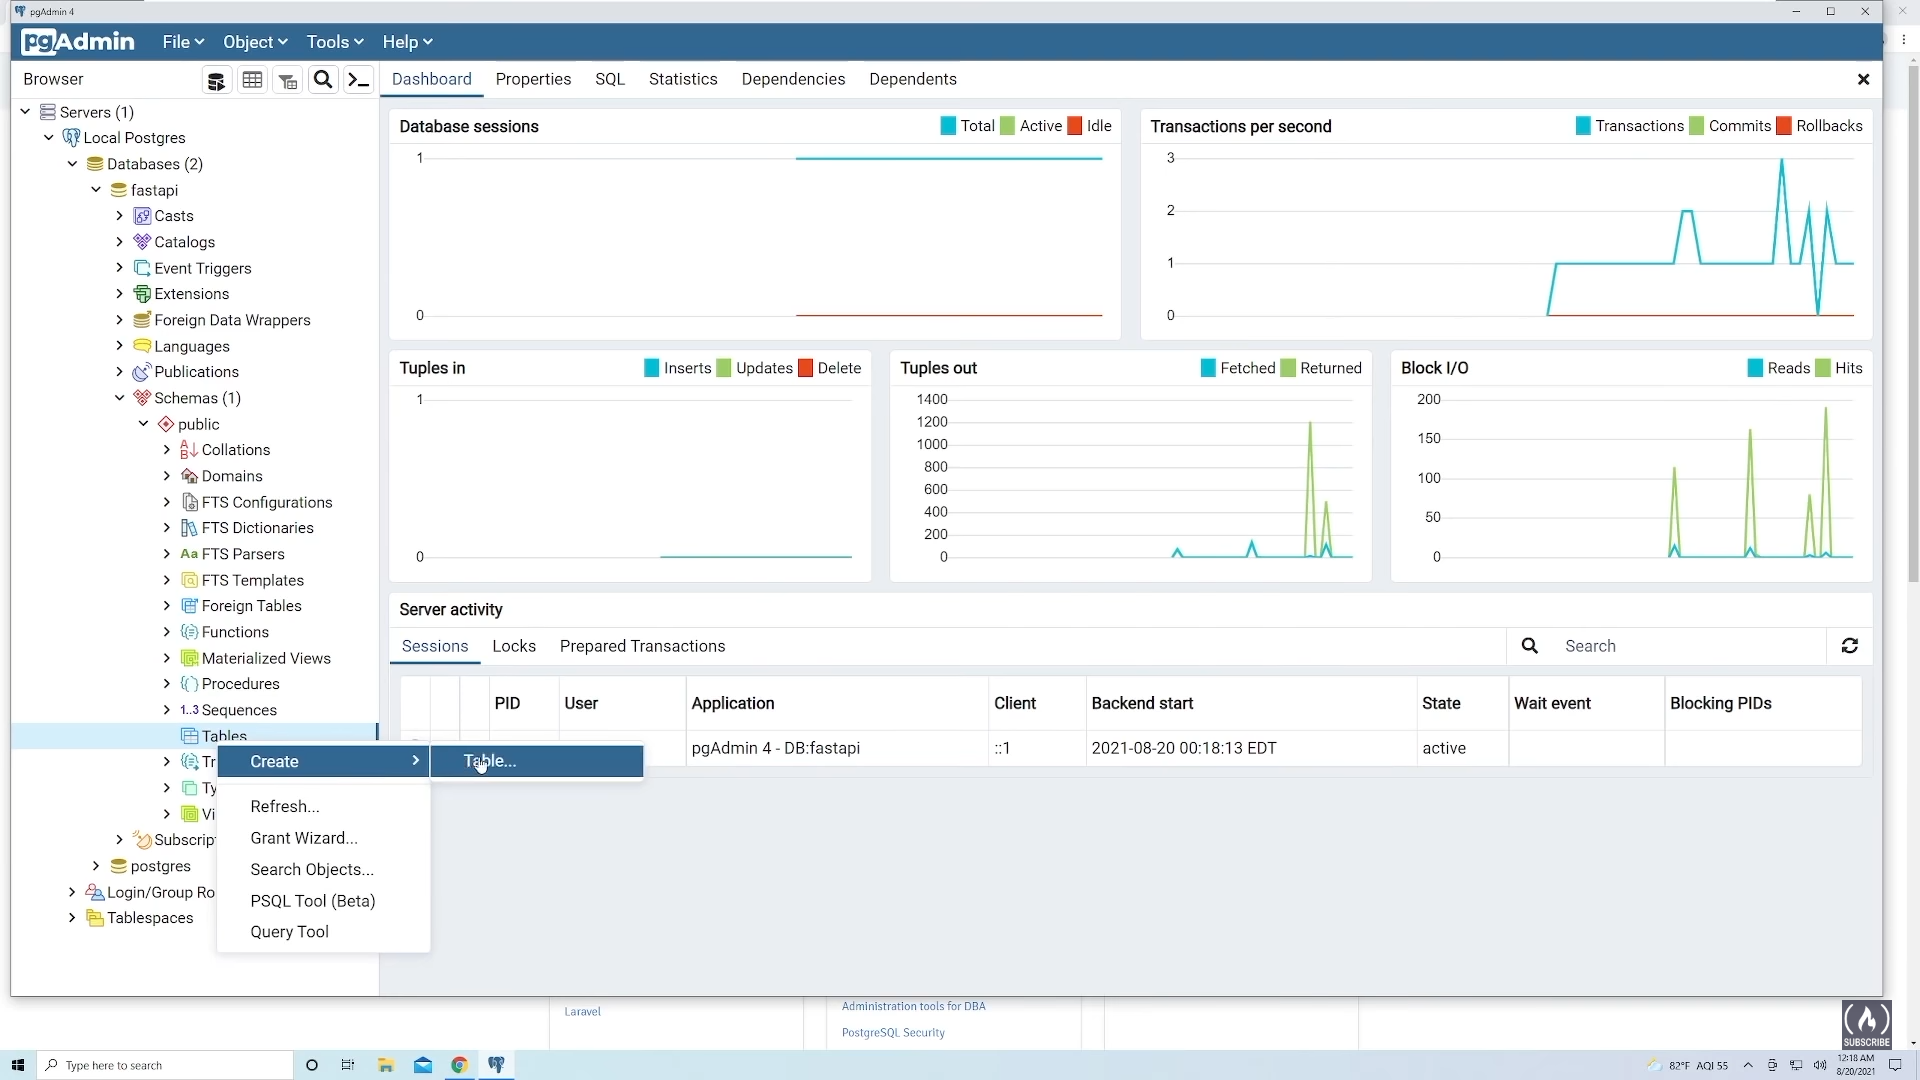 pgAdmin 4
pgAdmin File Object Tools Help
Browser
Dashboard Properties SQL Statistics Dependencies Dependents
Servers (1)
Local Postgres
Databases (2)
fastapi
Casts
Catalogs
Event Triggers
Extensions
Foreign Data Wrappers
Languages
Publications
Schemas (1)
public
Collations
Domains
FTS Configurations
FTS Dictionaries
Aa FTS Parsers
FTS Templates
Foreign Tables
Functions
Materialized Views
Procedures
1..3 Sequences
Tables
Tr
Ty
Vi
Subscript
postgres
Login/Group Ro
Tablespaces
Create
Table...
Refresh...
Grant Wizard...
Search Objects...
PSQL Tool (Beta)
Query Tool
Database sessions
Total Active Idle
1
0
Transactions per second
Transactions Commits Rollbacks
3
2
1
0
Tuples in
Inserts Updates Delete
1
0
Tuples out
Fetched Returned
1400
1200
1000
800
600
400
200
0
Block I/O
Reads Hits
200
150
100
50
0
Server activity
Sessions Locks Prepared Transactions
Search
PID User Application Client Backend start State Wait event Blocking PIDs
pgAdmin 4 - DB:fastapi ::1 2021-08-20 00:18:13 EDT active
Laravel
Administration tools for DBA
PostgreSQL Security
SUBSCRIBE
Type here to search
82°F AQI 55
12:18 AM
8/20/2021